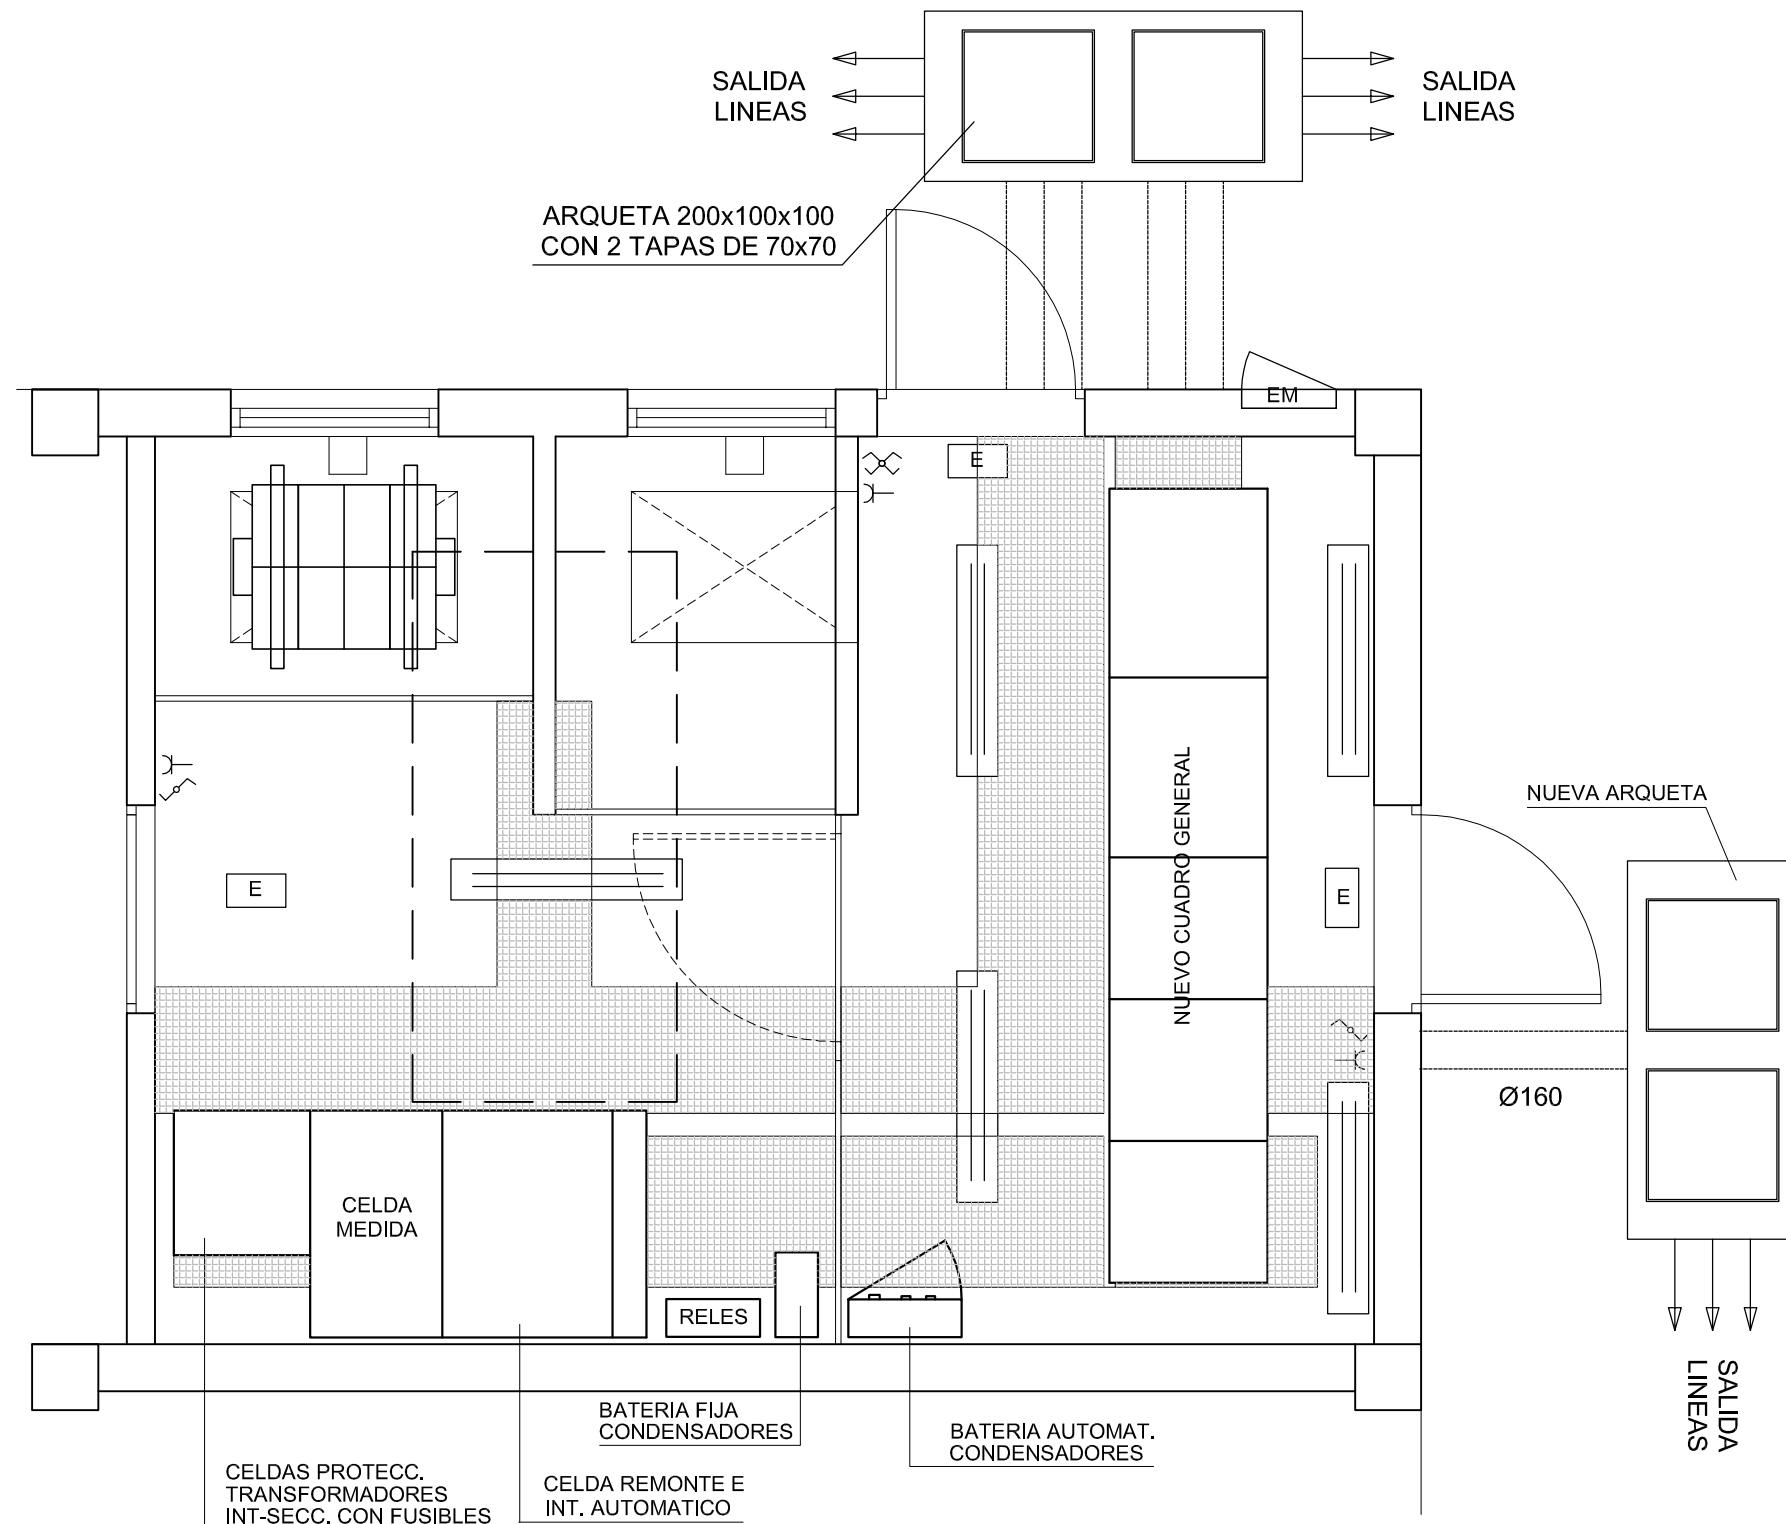 SALIDA
LINEAS
SALIDA
LINEAS
ARQUETA 200x100x100
CON 2 TAPAS DE 70x70
EM
E
NUEVO CUADRO GENERAL
NUEVA ARQUETA
E
E
Ø160
CELDA
MEDIDA
RELES
SALIDA
LINEAS
BATERIA FIJA
CONDENSADORES
BATERIA AUTOMAT.
CONDENSADORES
CELDAS PROTECC.
TRANSFORMADORES
INT-SECC. CON FUSIBLES
CELDA REMONTE E
INT. AUTOMATICO